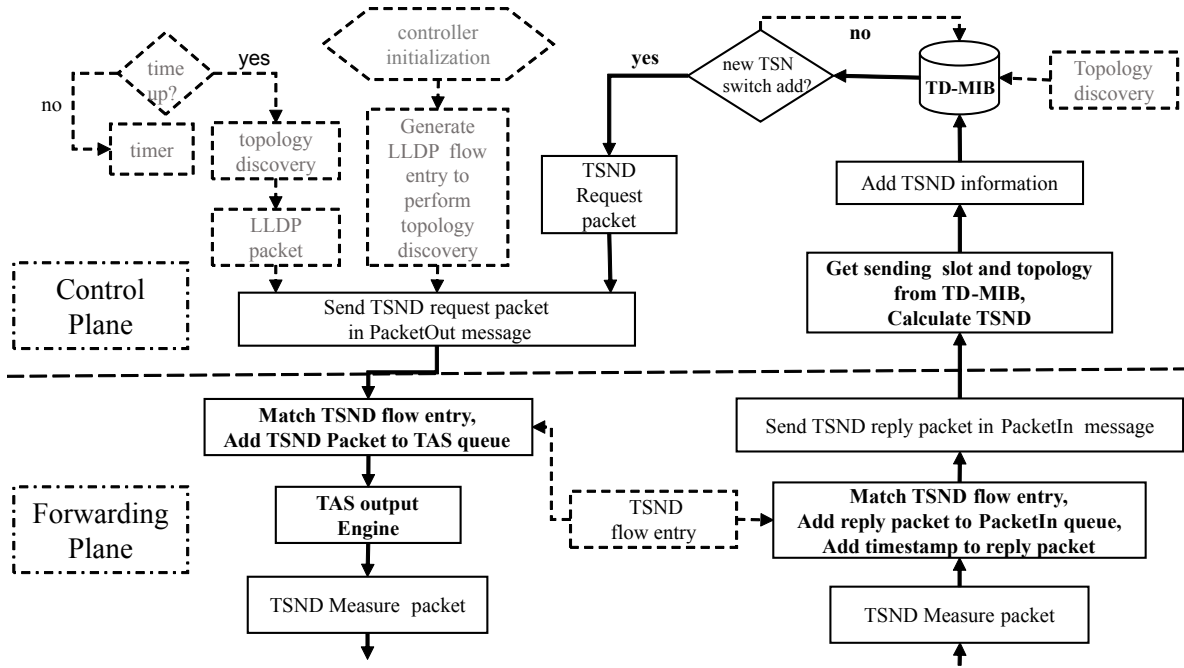 time
up?
yes
no
timer
topology
discovery
LLDP
packet
controller
initialization
Generate
LLDP flow
entry to
perform
topology
discovery
yes
new TSN
switch add?
no
TD-MIB
Topology
discovery
TSND
Request
packet
Add TSND information
Get sending slot and topology
from TD-MIB,
Calculate TSND
Control
Plane
Send TSND request packet
in PacketOut message
Match TSND flow entry,
Add TSND Packet to TAS queue
Send TSND reply packet in PacketIn message
Forwarding
Plane
TAS output
Engine
TSND
flow entry
Match TSND flow entry,
Add reply packet to PacketIn queue,
Add timestamp to reply packet
TSND Measure packet
TSND Measure packet